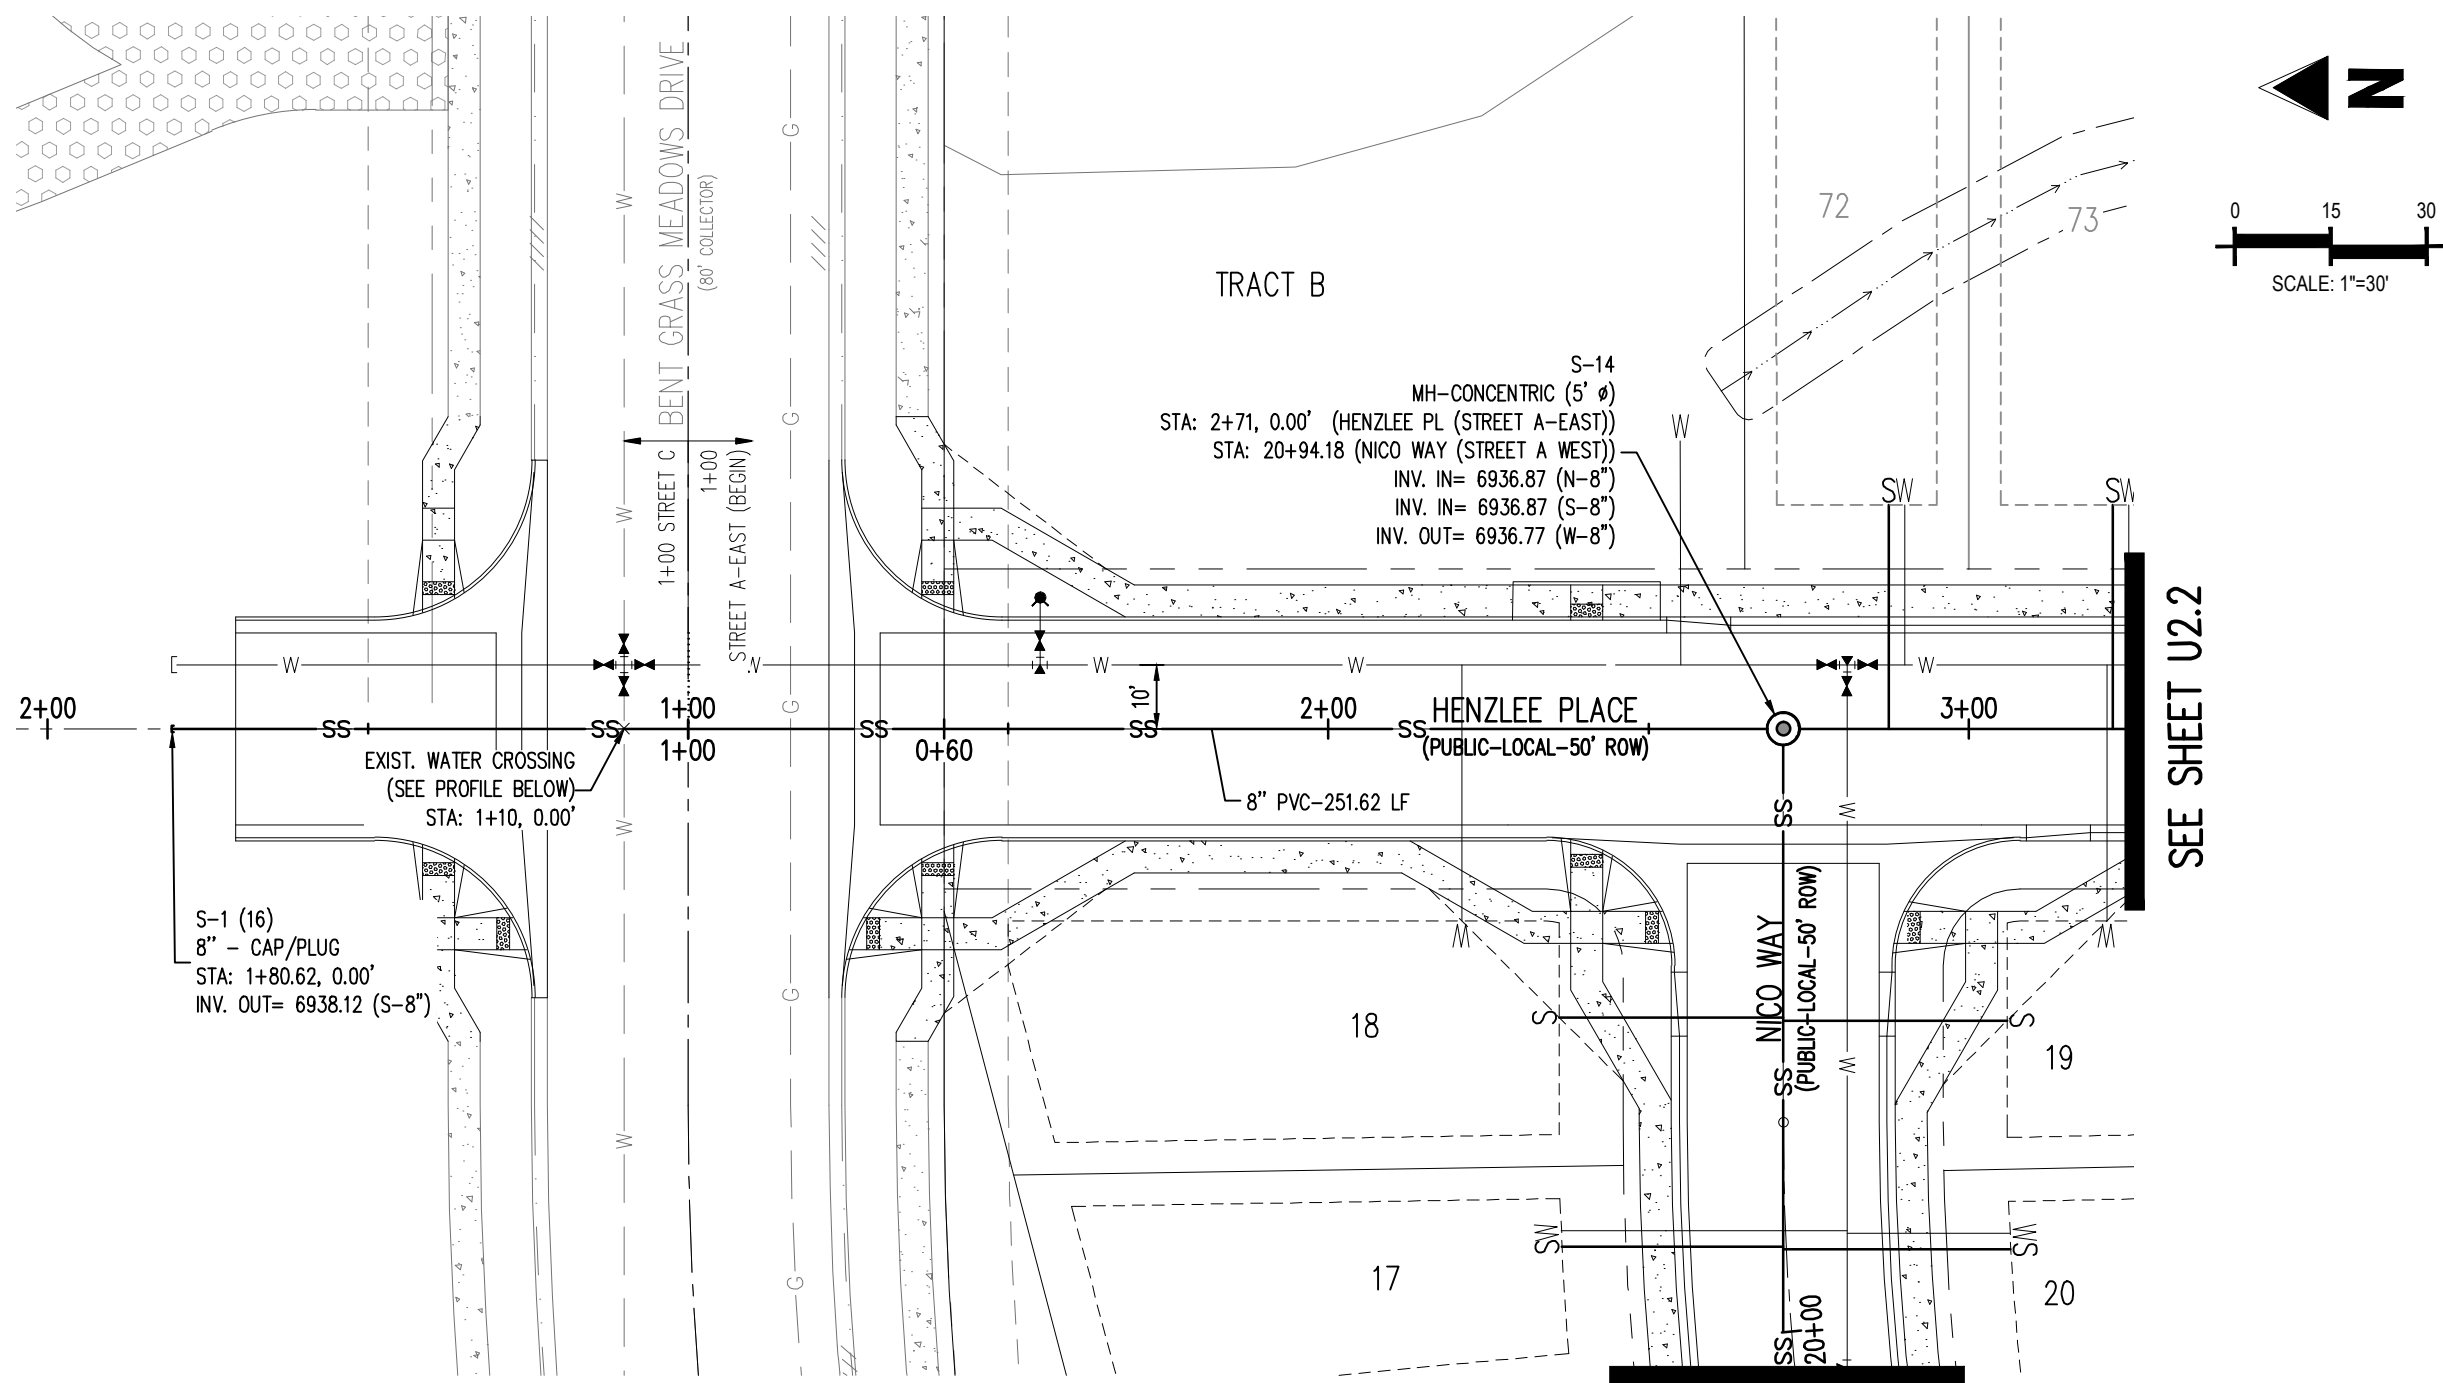 N
0 15 30
SCALE: 1"=30'
BENT GRASS MEADOWS DRIVE
(80' COLLECTOR)
1+00 STREET C
1+00
STREET A-EAST (BEGIN)
TRACT B
72
73
S-14
MH-CONCENTRIC (5' ø)
STA: 2+71, 0.00' (HENZLEE PL (STREET A-EAST))
STA: 20+94.18 (NICO WAY (STREET A WEST))
INV. IN= 6936.87 (N-8")
INV. IN= 6936.87 (S-8")
INV. OUT= 6936.77 (W-8")
W
W
W
G
G
G
G
G
W
W
SW
SW
W
W
W
W
W
10'
2+00
1+00
2+00
HENZLEE PLACE
3+00
SS
SS
SS
SS
SS
1+00
0+60
(PUBLIC-LOCAL-50' ROW)
EXIST. WATER CROSSING
(SEE PROFILE BELOW)
STA: 1+10, 0.00'
8" PVC-251.62 LF
SEE SHEET U2.2
S-1 (16)
8" - CAP/PLUG
STA: 1+80.62, 0.00'
INV. OUT= 6938.12 (S-8")
W
W
W
W
SS
W
NICO WAY
(PUBLIC-LOCAL-50' ROW)
18
S
S
19
SS
W
17
SW
SW
20
SS
20+00